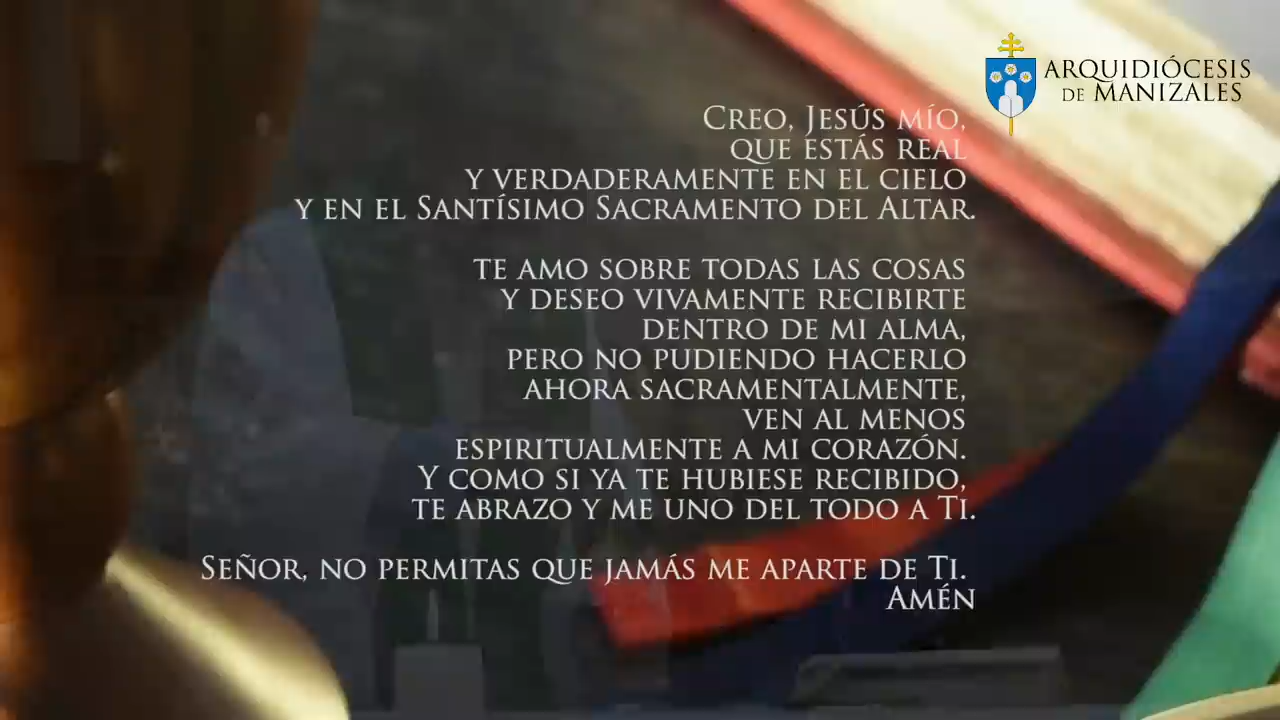 ARQUIDIÓCESIS
DE MANIZALES
CREO, JESÚS MÍO,
QUE ESTÁS REAL
Y VERDADERAMENTE EN EL CIELO
Y EN EL SANTÍSIMO SACRAMENTO DEL ALTAR.
TE AMO SOBRE TODAS LAS COSAS
Y DESEO VIVAMENTE RECIBIRTE
DENTRO DE MI ALMA,
PERO NO PUDIENDO HACERLO
AHORA SACRAMENTALMENTE,
VEN AL MENOS
ESPIRITUALMENTE A MI CORAZÓN.
Y COMO SI YA TE HUBIESE RECIBIDO,
TE ABRAZO Y ME UNO DEL TODO A TI.
SEÑOR, NO PERMITAS QUE JAMÁS ME APARTE DE TI.
AMÉN